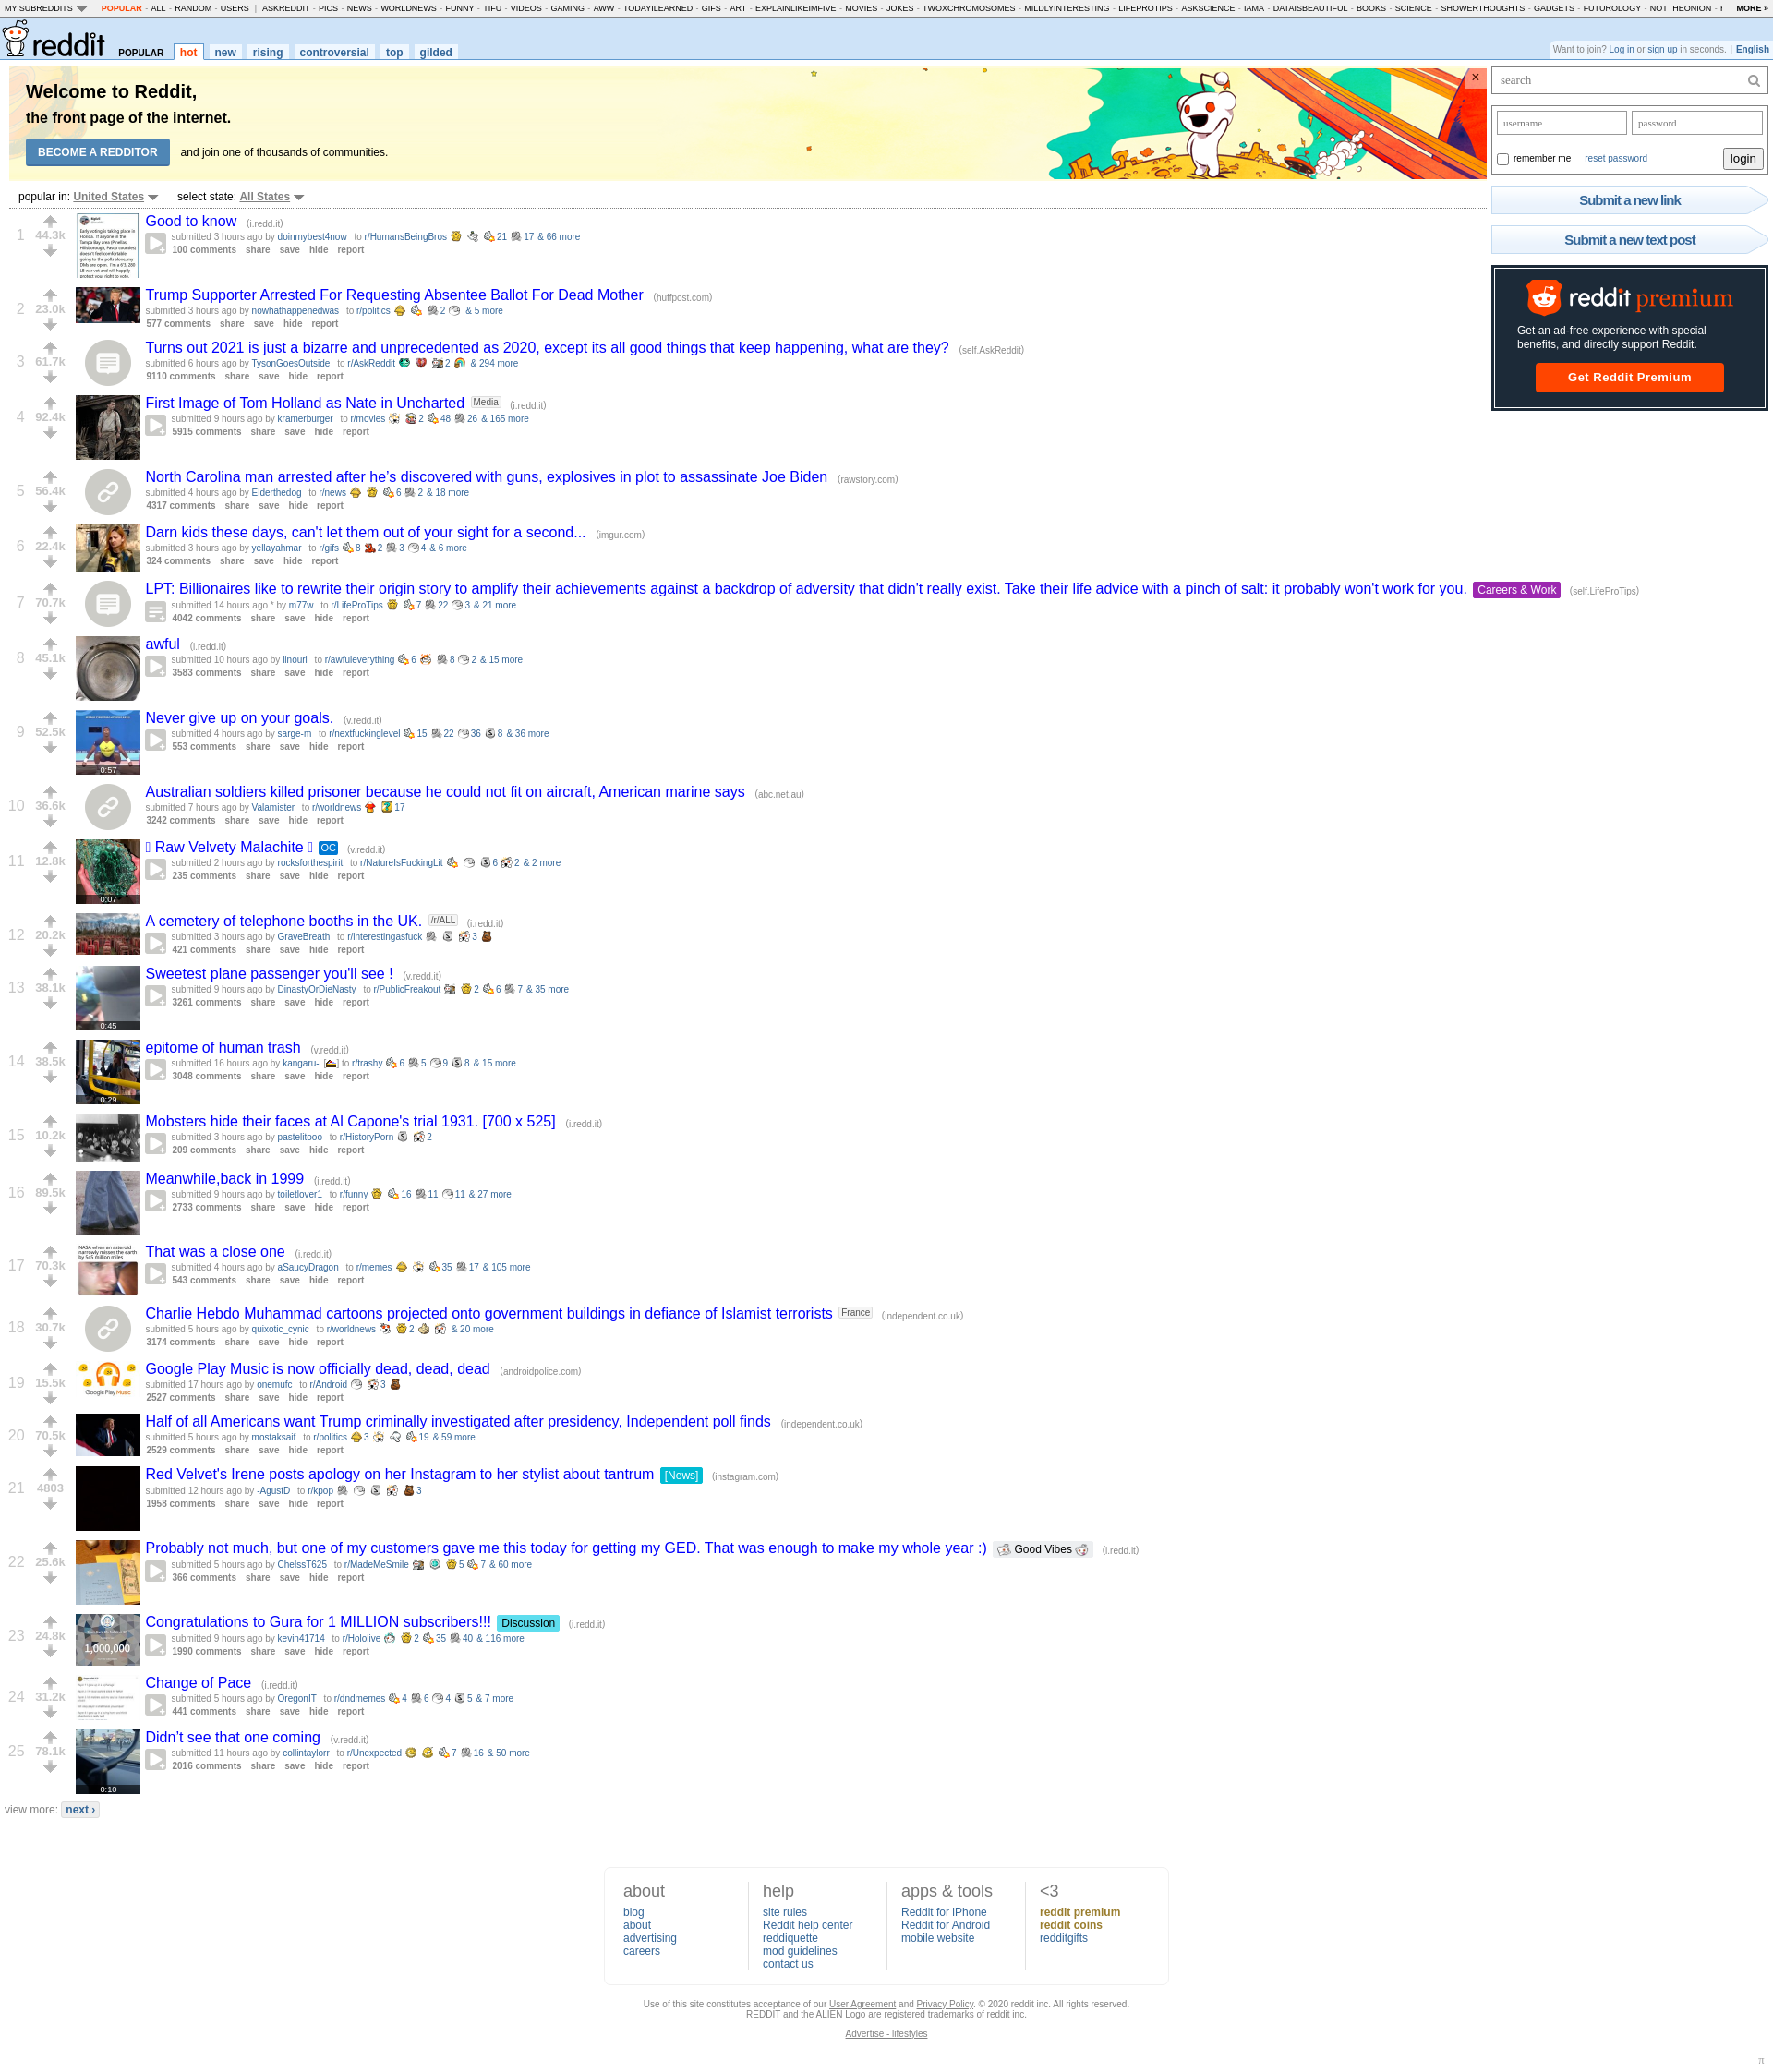 MY SUBREDDITS POPULAR - ALL - RANDOM - USERS | ASKREDDIT - PICS - NEWS - WORLDNEWS - FUNNY - TIFU - VIDEOS - GAMING - AWW - TODAYILEARNED - GIFS - ART - EXPLAINLIKEIMFIVE - MOVIES - JOKES - TWOXCHROMOSOMES - MILDLYINTERESTING - LIFEPROTIPS - ASKSCIENCE - IAMA - DATAISBEAUTIFUL - BOOKS - SCIENCE - SHOWERTHOUGHTS - GADGETS - FUTUROLOGY - NOTTHEONION - MORE »
reddit POPULAR hot new rising controversial top gilded
Want to join? Log in or sign up in seconds. | English
Welcome to Reddit,
the front page of the internet.
BECOME A REDDITOR and join one of thousands of communities.
×
search
username password
remember me reset password login
Submit a new link
Submit a new text post
reddit premium
Get an ad-free experience with special
benefits, and directly support Reddit.
Get Reddit Premium
popular in: United States select state: All States
1 44.3k Good to know (i.redd.it)
submitted 3 hours ago by doinmybest4now to r/HumansBeingBros 21 17 & 66 more
100 comments share save hide report
2 23.0k Trump Supporter Arrested For Requesting Absentee Ballot For Dead Mother (huffpost.com)
submitted 3 hours ago by nowhathappenedwas to r/politics 2 & 5 more
577 comments share save hide report
3 61.7k Turns out 2021 is just a bizarre and unprecedented as 2020, except its all good things that keep happening, what are they? (self.AskReddit)
submitted 6 hours ago by TysonGoesOutside to r/AskReddit 2 & 294 more
9110 comments share save hide report
4 92.4k First Image of Tom Holland as Nate in Uncharted Media (i.redd.it)
submitted 9 hours ago by kramerburger to r/movies 2 48 26 & 165 more
5915 comments share save hide report
5 56.4k North Carolina man arrested after he's discovered with guns, explosives in plot to assassinate Joe Biden (rawstory.com)
submitted 4 hours ago by Elderthedog to r/news 6 2 & 18 more
4317 comments share save hide report
6 22.4k Darn kids these days, can't let them out of your sight for a second... (imgur.com)
submitted 3 hours ago by yellayahmar to r/gifs 8 2 3 4 & 6 more
324 comments share save hide report
7 70.7k LPT: Billionaires like to rewrite their origin story to amplify their achievements against a backdrop of adversity that didn't really exist. Take their life advice with a pinch of salt: it probably won't work for you. Careers & Work (self.LifeProTips)
submitted 14 hours ago * by m77w to r/LifeProTips 7 22 3 & 21 more
4042 comments share save hide report
8 45.1k awful (i.redd.it)
submitted 10 hours ago by linouri to r/awfuleverything 6 8 2 & 15 more
3583 comments share save hide report
9 52.5k Never give up on your goals. (v.redd.it)
submitted 4 hours ago by sarge-m to r/nextfuckinglevel 15 22 36 8 & 36 more
553 comments share save hide report
0:57
10 36.6k Australian soldiers killed prisoner because he could not fit on aircraft, American marine says (abc.net.au)
submitted 7 hours ago by Valamister to r/worldnews 17
3242 comments share save hide report
11 12.8k Raw Velvety Malachite OC (v.redd.it)
submitted 2 hours ago by rocksforthespirit to r/NatureIsFuckingLit 6 2 & 2 more
235 comments share save hide report
0:07
12 20.2k A cemetery of telephone booths in the UK. /r/ALL (i.redd.it)
submitted 3 hours ago by GraveBreath to r/interestingasfuck 3
421 comments share save hide report
13 38.1k Sweetest plane passenger you'll see ! (v.redd.it)
submitted 9 hours ago by DinastyOrDieNasty to r/PublicFreakout 2 6 7 & 35 more
3261 comments share save hide report
0:45
14 38.5k epitome of human trash (v.redd.it)
submitted 16 hours ago by kangaru- [] to r/trashy 6 5 9 8 & 15 more
3048 comments share save hide report
0:29
15 10.2k Mobsters hide their faces at Al Capone's trial 1931. [700 x 525] (i.redd.it)
submitted 3 hours ago by pastelitooo to r/HistoryPorn 2
209 comments share save hide report
16 89.5k Meanwhile,back in 1999 (i.redd.it)
submitted 9 hours ago by toiletlover1 to r/funny 16 11 11 & 27 more
2733 comments share save hide report
17 70.3k That was a close one (i.redd.it)
submitted 4 hours ago by aSaucyDragon to r/memes 35 17 & 105 more
543 comments share save hide report
NASA when an asteroid
narrowly misses the earth
by 545 million miles
18 30.7k Charlie Hebdo Muhammad cartoons projected onto government buildings in defiance of Islamist terrorists France (independent.co.uk)
submitted 5 hours ago by quixotic_cynic to r/worldnews 2 & 20 more
3174 comments share save hide report
19 15.5k Google Play Music is now officially dead, dead, dead (androidpolice.com)
submitted 17 hours ago by onemufc to r/Android 3
2527 comments share save hide report
Google Play Music
20 70.5k Half of all Americans want Trump criminally investigated after presidency, Independent poll finds (independent.co.uk)
submitted 5 hours ago by mostaksaif to r/politics 3 19 & 59 more
2529 comments share save hide report
21 4803 Red Velvet's Irene posts apology on her Instagram to her stylist about tantrum [News] (instagram.com)
submitted 12 hours ago by -AgustD to r/kpop 3
1958 comments share save hide report
22 25.6k Probably not much, but one of my customers gave me this today for getting my GED. That was enough to make my whole year :) Good Vibes (i.redd.it)
submitted 5 hours ago by ChelssT625 to r/MadeMeSmile 5 7 & 60 more
366 comments share save hide report
23 24.8k Congratulations to Gura for 1 MILLION subscribers!!! Discussion (i.redd.it)
submitted 9 hours ago by kevin41714 to r/Hololive 2 35 40 & 116 more
1990 comments share save hide report
1,000,000
24 31.2k Change of Pace (i.redd.it)
submitted 5 hours ago by OregonIT to r/dndmemes 4 6 4 5 & 7 more
441 comments share save hide report
25 78.1k Didn't see that one coming (v.redd.it)
submitted 11 hours ago by collintaylorr to r/Unexpected 7 16 & 50 more
2016 comments share save hide report
0:10
view more: next ›
about
blog
about
advertising
careers
help
site rules
Reddit help center
reddiquette
mod guidelines
contact us
apps & tools
Reddit for iPhone
Reddit for Android
mobile website
<3
reddit premium
reddit coins
redditgifts
Use of this site constitutes acceptance of our User Agreement and Privacy Policy. © 2020 reddit inc. All rights reserved.
REDDIT and the ALIEN Logo are registered trademarks of reddit inc.
Advertise - lifestyles
π